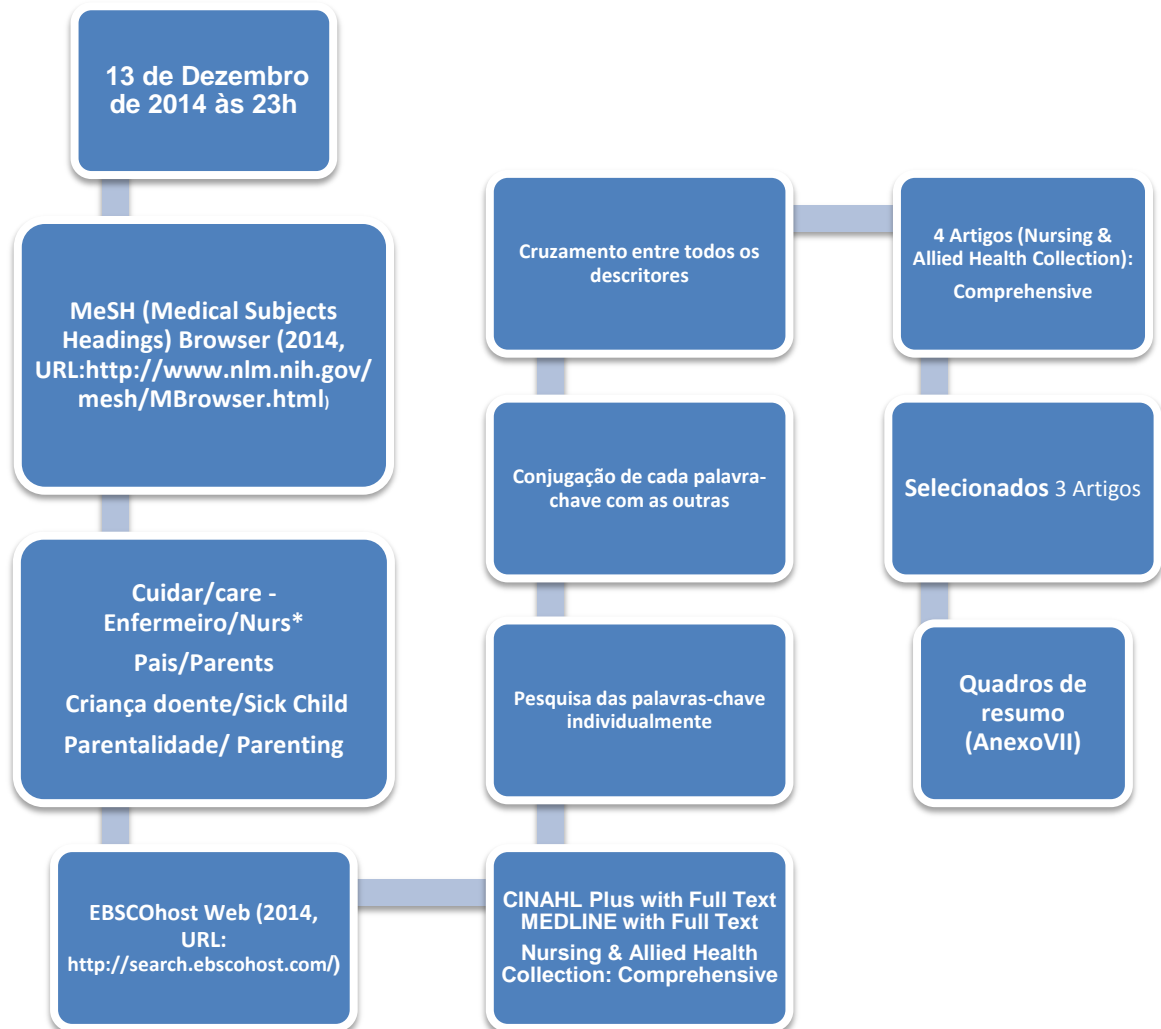 13 de Dezembro
de 2014 às 23h
MeSH (Medical Subjects
Headings) Browser (2014,
URL:http://www.nlm.nih.gov/
mesh/MBrowser.html)
Cuidar/care -
Enfermeiro/Nurs*
Pais/Parents
Criança doente/Sick Child
Parentalidade/ Parenting
EBSCOhost Web (2014,
URL:
http://search.ebscohost.com/)
CINAHL Plus with Full Text
MEDLINE with Full Text
Nursing & Allied Health
Collection: Comprehensive
Pesquisa das palavras-chave
individualmente
Conjugação de cada palavra-
chave com as outras
Cruzamento entre todos os
descritores
4 Artigos (Nursing &
Allied Health Collection):
Comprehensive
Selecionados 3 Artigos
Quadros de
resumo
(AnexoVII)